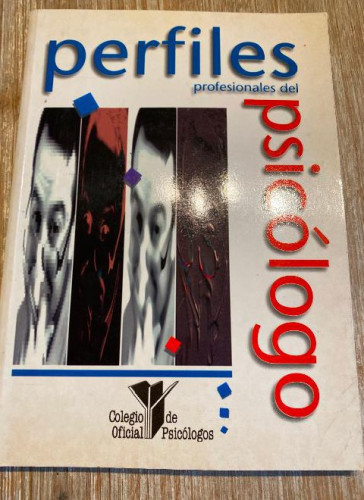 perfiles
profesionales del
psicólogo
Colegio de
Oficial Psicólogos